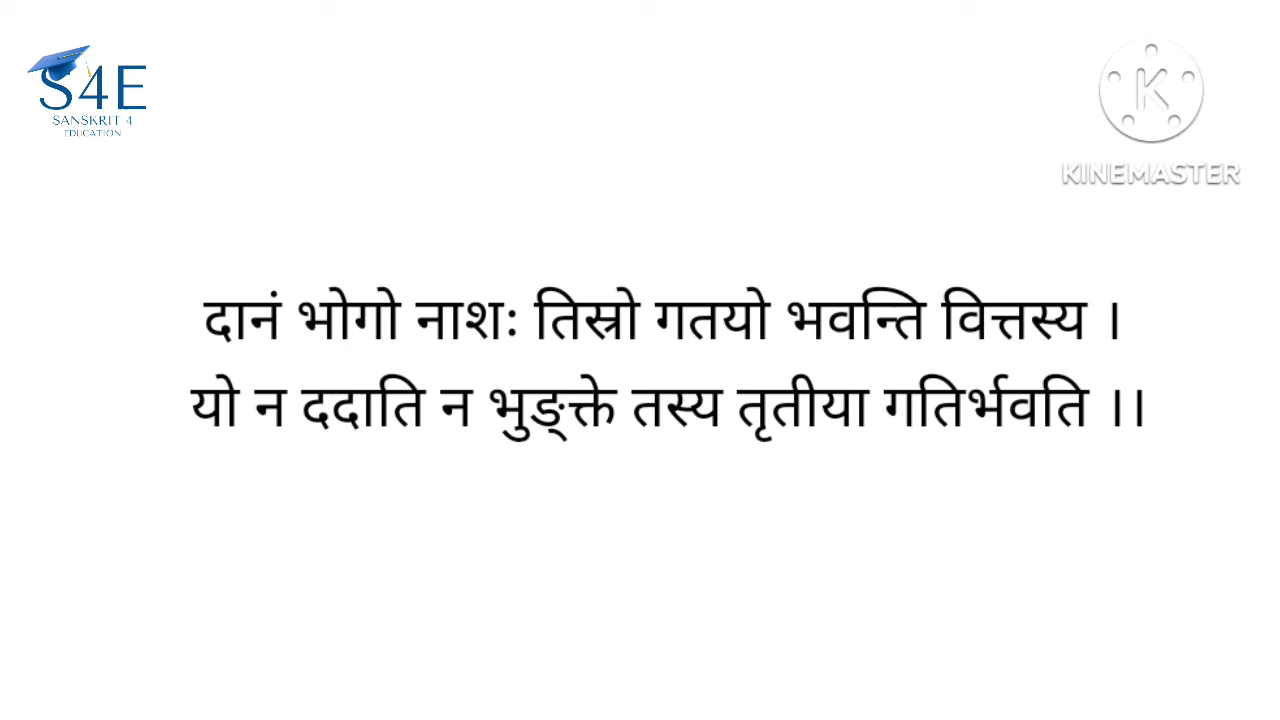 S4E
SANSKRIT 4
EDUCATION
K
KINEMASTER
दानं भोगो नाशः तिस्रो गतयो भवन्ति वित्तस्य ।
यो न ददाति न भुङ्क्ते तस्य तृतीया गतिर्भवति ।।